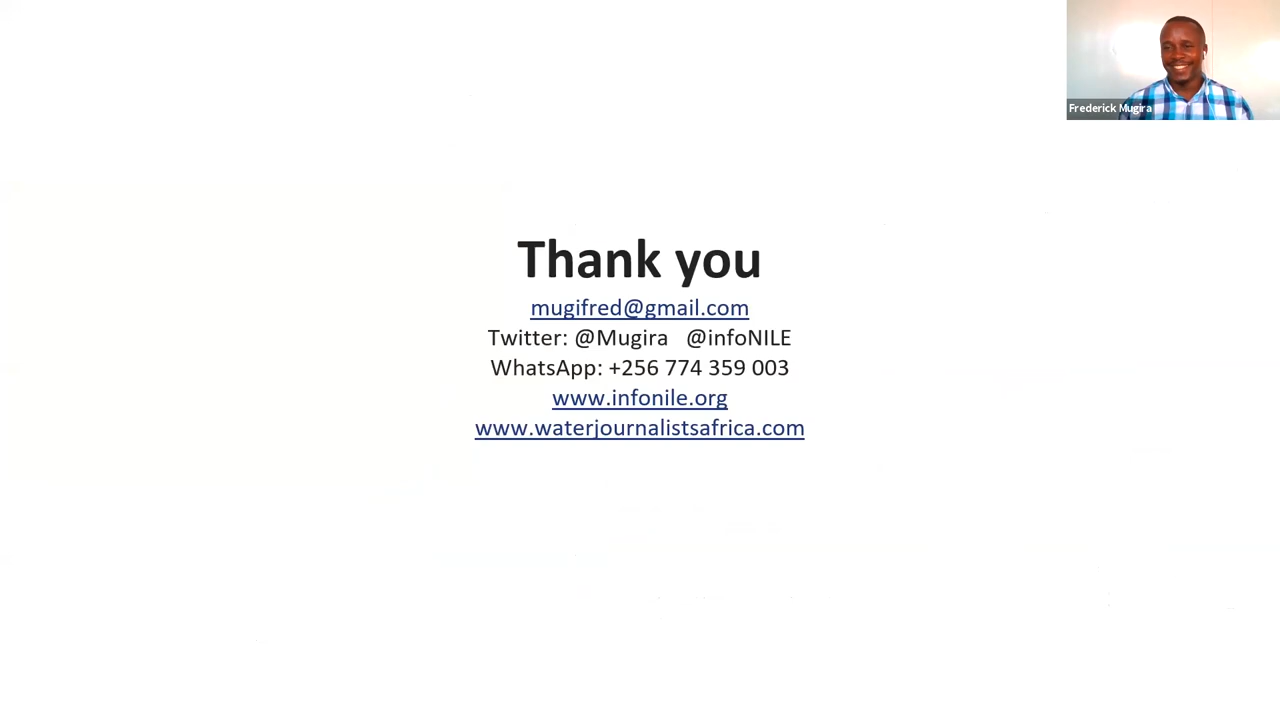 Frederick Mugira
Thank you
mugifred@gmail.com
Twitter: @Mugira @infoNILE
WhatsApp: +256 774 359 003
www.infonile.org
www.waterjournalistsafrica.com